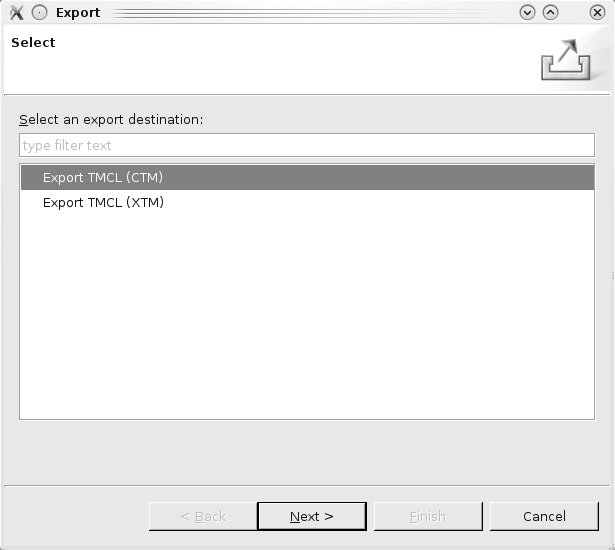 Export
Select
Select an export destination:
type filter text
Export TMCL (CTM)
Export TMCL (XTM)
< Back Next > Finish Cancel